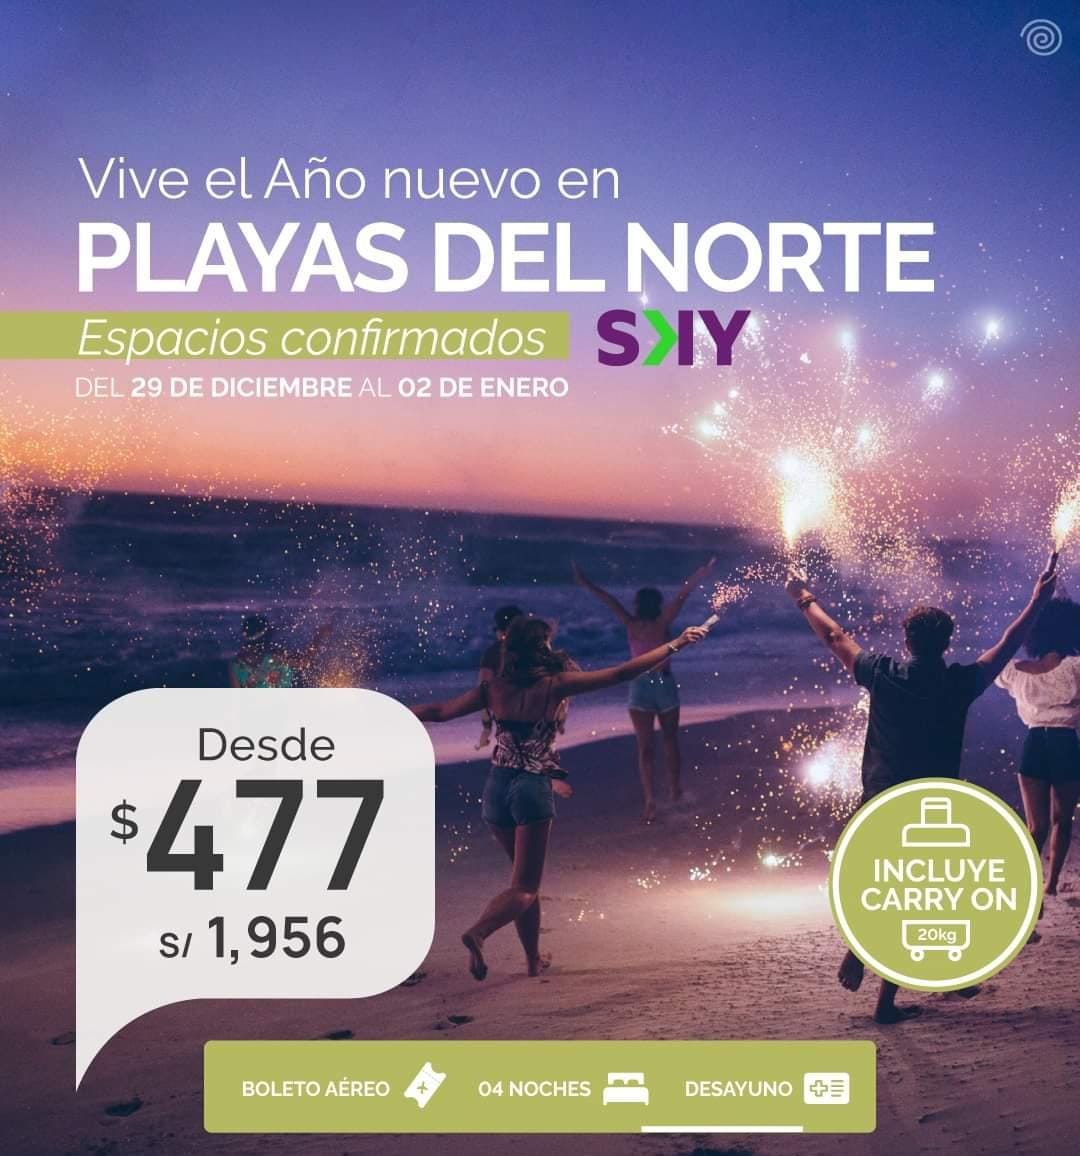 Vive el Año nuevo en
PLAYAS DEL NORTE
Espacios confirmados
SKY
DEL 29 DE DICIEMBRE AL 02 DE ENERO
Desde
$477
S/ 1,956
INCLUYE
CARRY ON
20kg
BOLETO AÉREO 04 NOCHES DESAYUNO